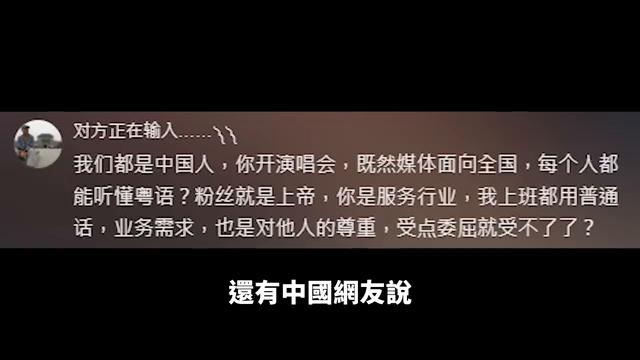 对方正在输入......
我们都是中国人，你开演唱会，既然媒体面向全国，每个人都
能听懂粤语？粉丝就是上帝，你是服务行业，我上班都用普通
话，业务需求，也是对他人的尊重，受点委屈就受不了了？
還有中國網友說